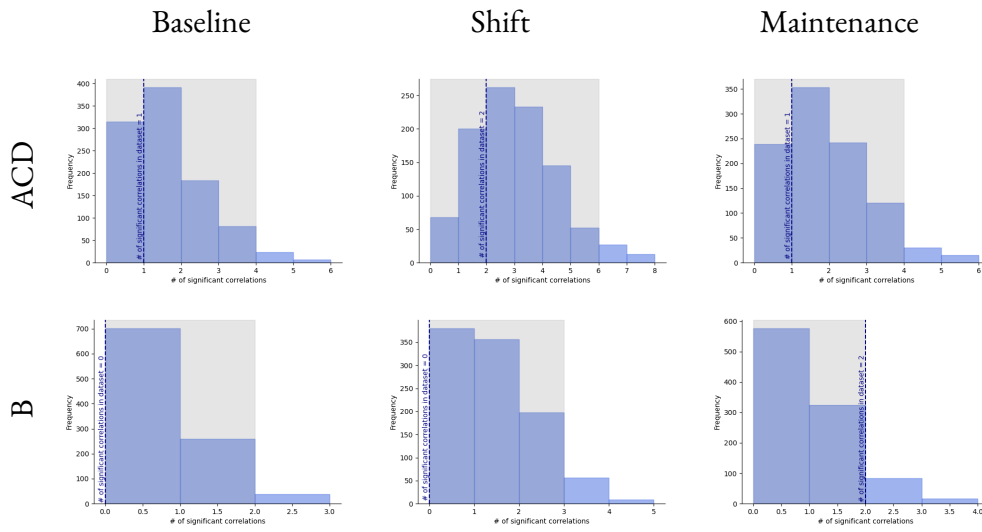 Baseline Shift Maintenance
ACD
400
350
300
250
200
150
100
50
0
Frequency
# of significant correlations in dataset = 1
0 1 2 3 4 5 6
# of significant correlations
250
200
150
100
50
0
Frequency
# of significant correlations in dataset = 2
0 1 2 3 4 5 6 7 8
# of significant correlations
350
300
250
200
150
100
50
0
Frequency
# of significant correlations in dataset = 1
0 1 2 3 4 5 6
# of significant correlations
B
700
600
500
400
300
200
100
0
Frequency
# of significant correlations in dataset = 0
0.0 0.5 1.0 1.5 2.0 2.5 3.0
# of significant correlations
350
300
250
200
150
100
50
0
Frequency
# of significant correlations in dataset = 0
0 1 2 3 4 5
# of significant correlations
600
500
400
300
200
100
0
Frequency
# of significant correlations in dataset = 2
0.0 0.5 1.0 1.5 2.0 2.5 3.0 3.5 4.0
# of significant correlations